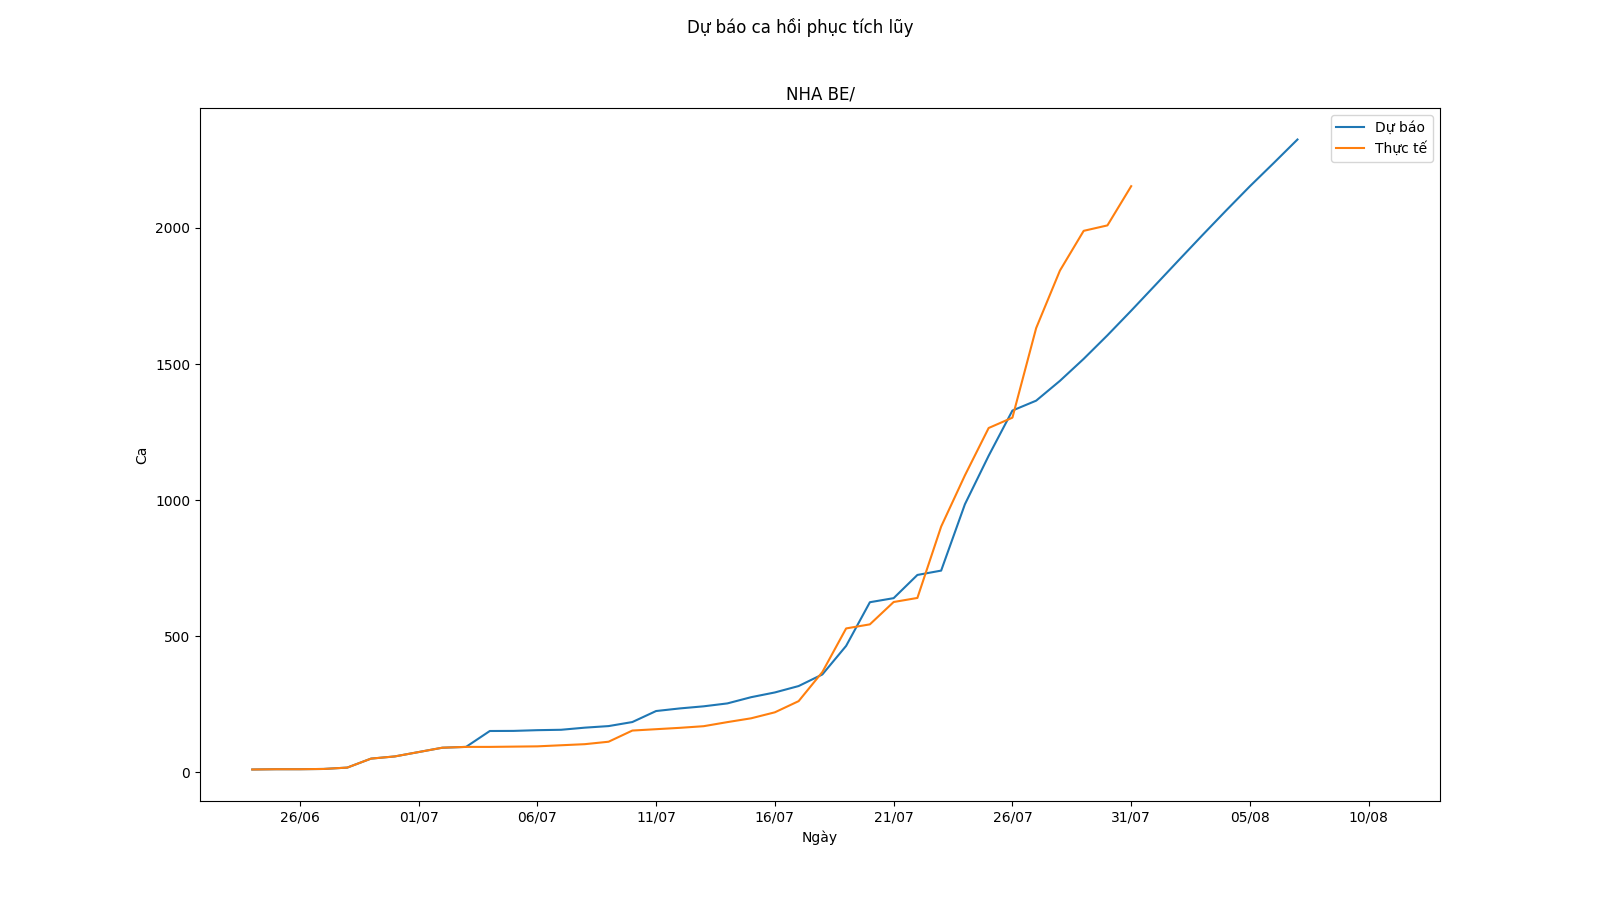 Dự báo ca hồi phục tích lũy
NHA BE/
Dự báo
Thực tế
2000
1500
1000
500
0
Ca
26/06
01/07
06/07
11/07
16/07
21/07
26/07
31/07
05/08
10/08
Ngày